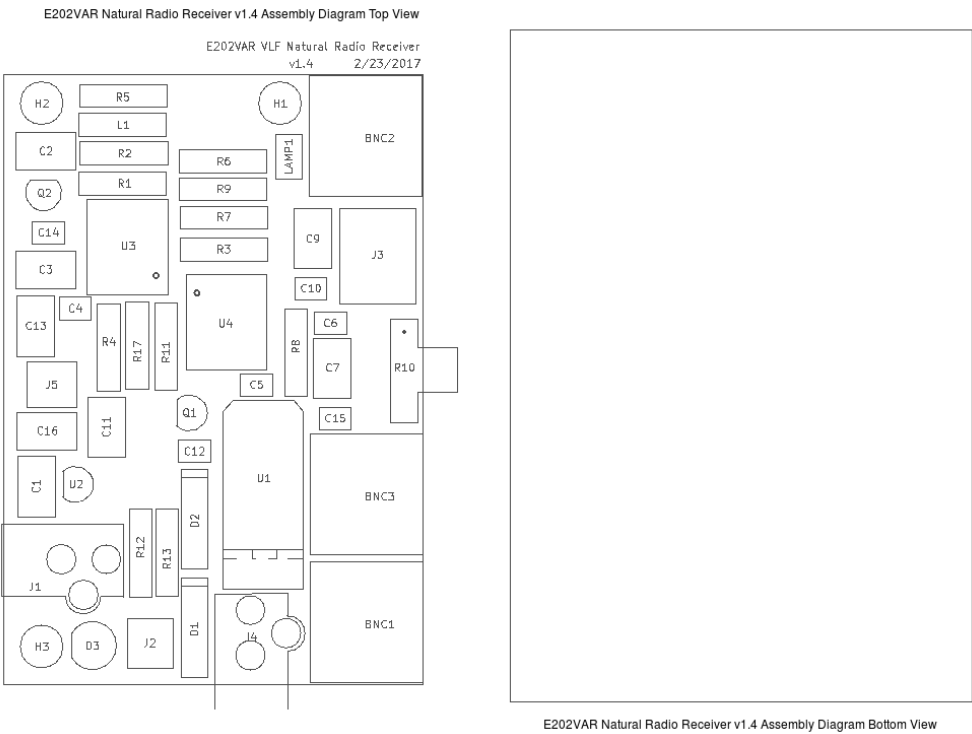 E202VAR Natural Radio Receiver v1.4 Assembly Diagram Top View
E202VAR VLF Natural Radio Receiver
v1.4 2/23/2017
H2
R5
H1
L1
BNC2
C2
R2
LAMP1
R6
R1
R9
Q2
R7
C14
U3
C9
R3
J3
C3
C10
C4
C13
U4
C6
R4
R17
R11
R8
C7
R10
J5
C5
Q1
C15
C16
C11
C12
U1
C1
U2
BNC3
D2
R12
R13
J1
BNC1
D1
J4
H3
D3
J2
E202VAR Natural Radio Receiver v1.4 Assembly Diagram Bottom View